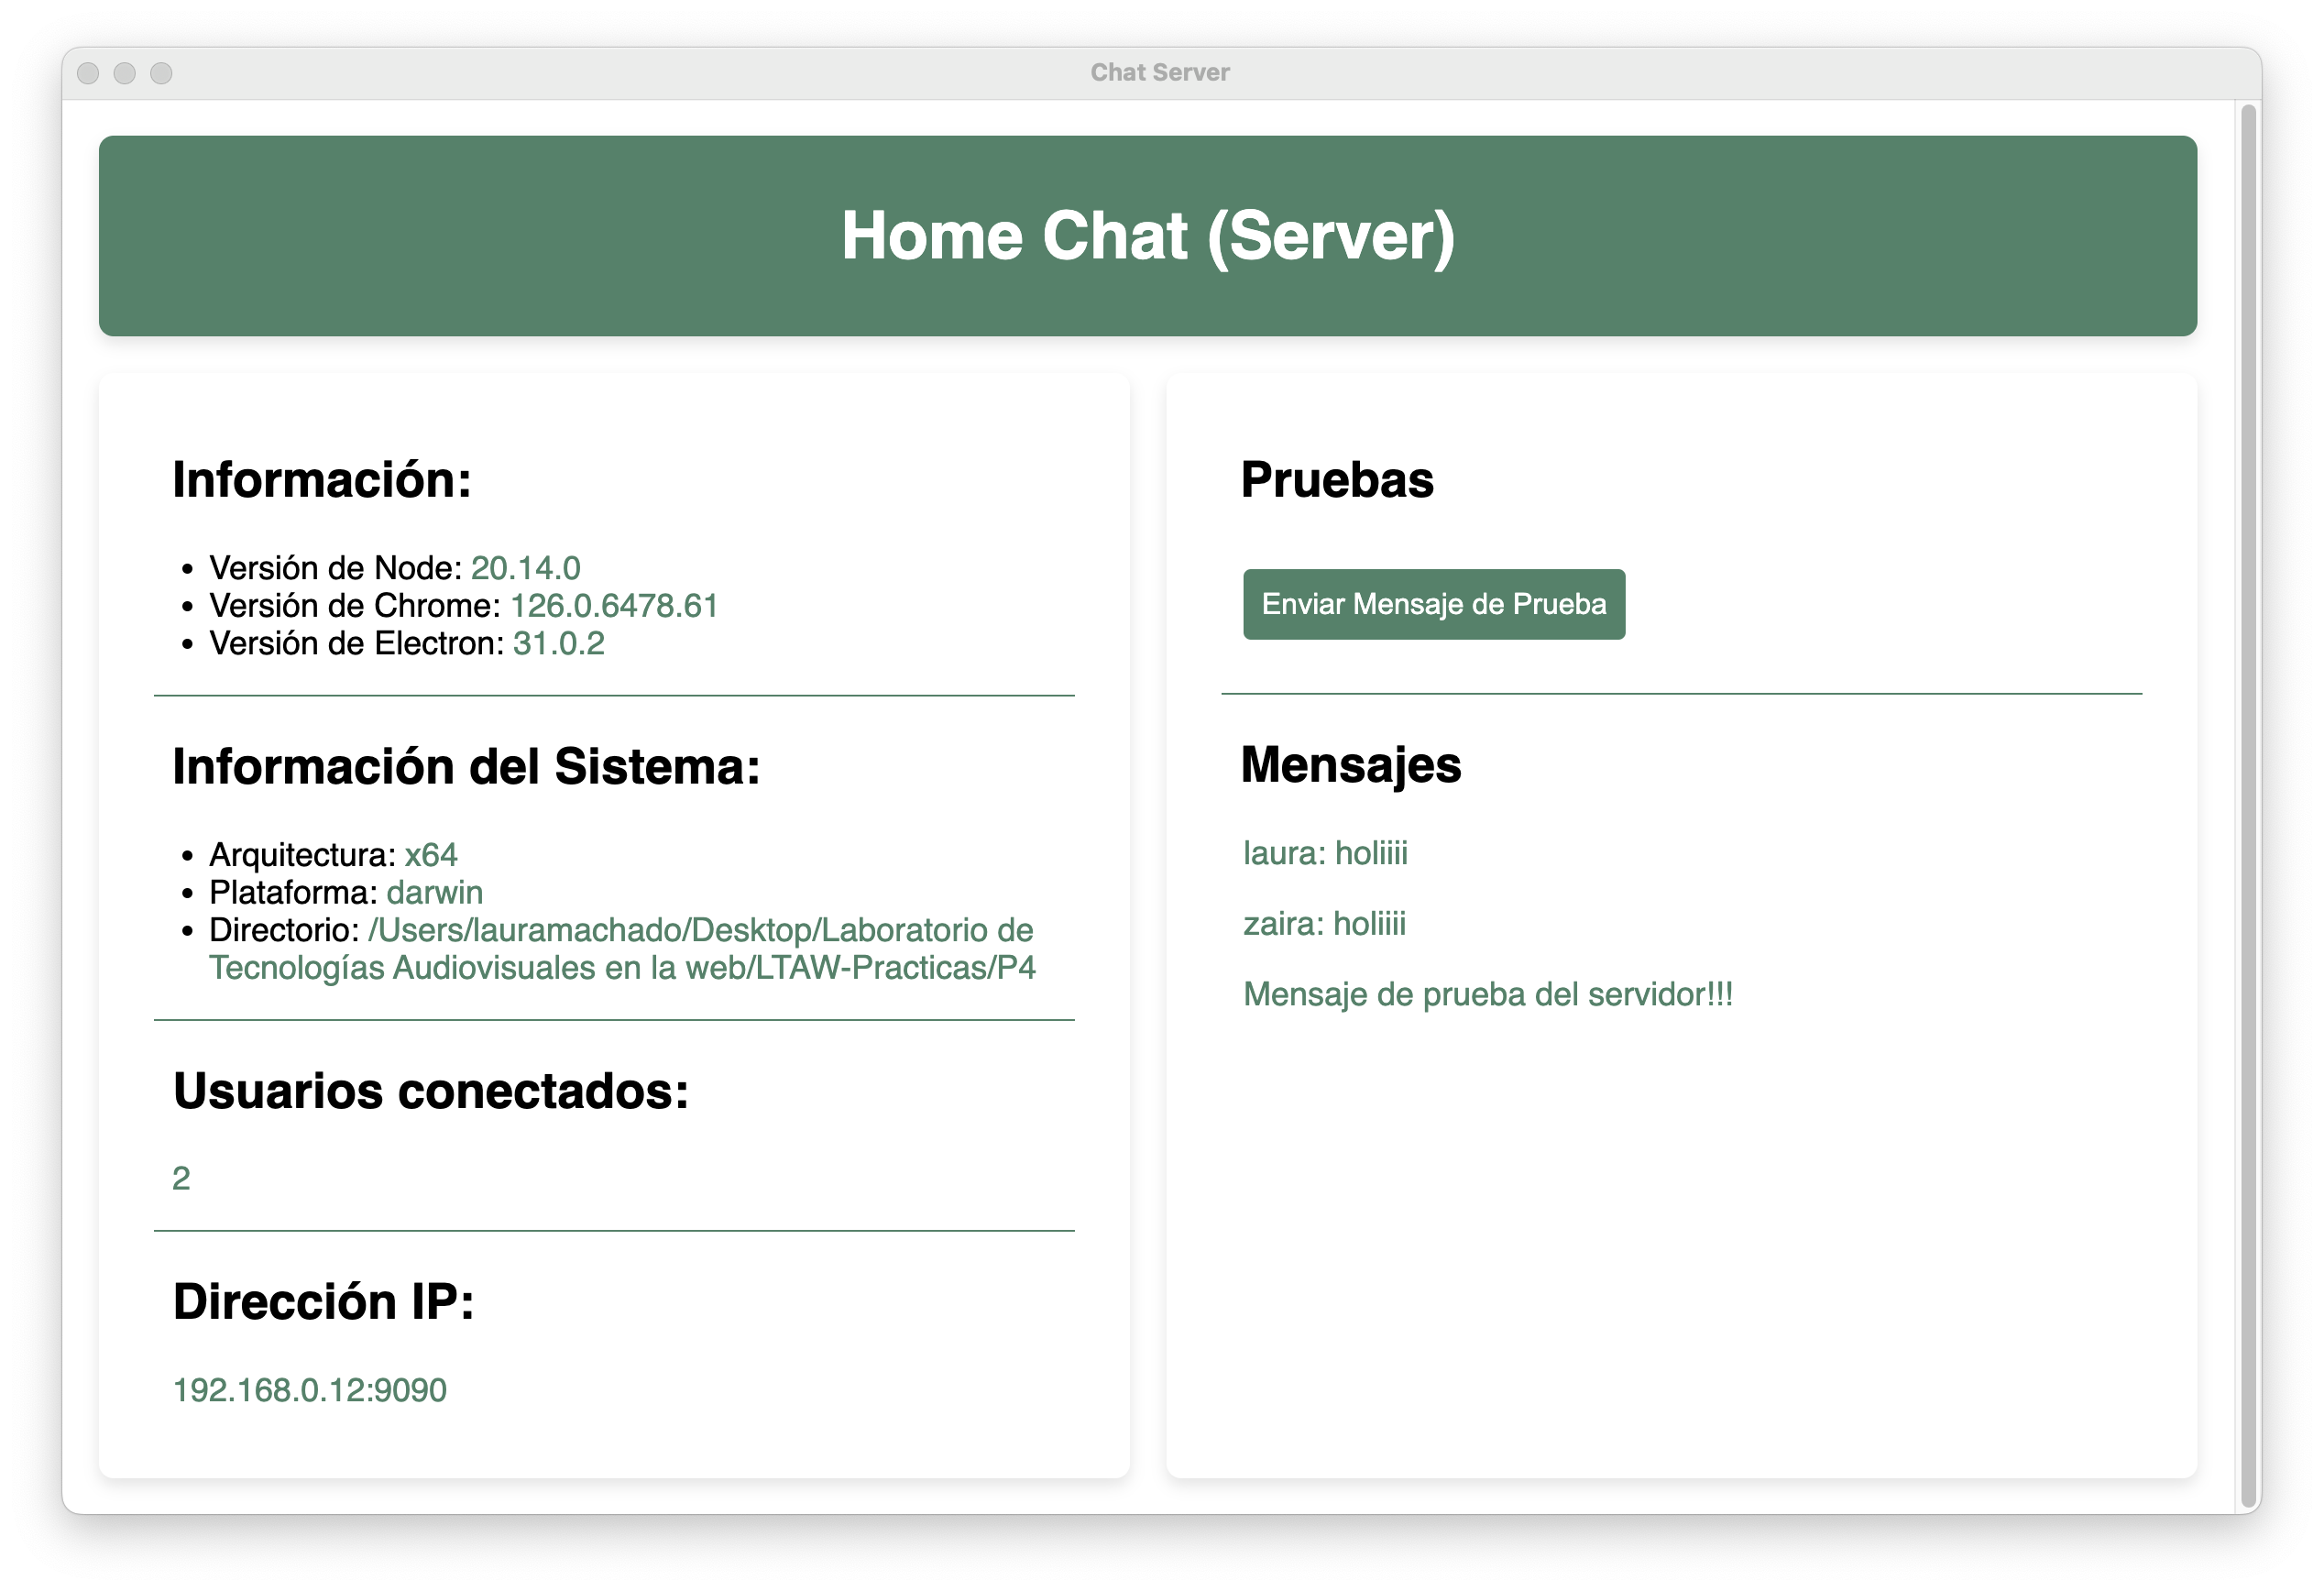 Chat Server
Home Chat (Server)
Información:
Versión de Node: 20.14.0
Versión de Chrome: 126.0.6478.61
Versión de Electron: 31.0.2
Información del Sistema:
Arquitectura: x64
Plataforma: darwin
Directorio: /Users/lauramachado/Desktop/Laboratorio de
Tecnologías Audiovisuales en la web/LTAW-Practicas/P4
Usuarios conectados:
2
Dirección IP:
192.168.0.12:9090
Pruebas
Enviar Mensaje de Prueba
Mensajes
laura: holiiii
zaira: holiiii
Mensaje de prueba del servidor!!!